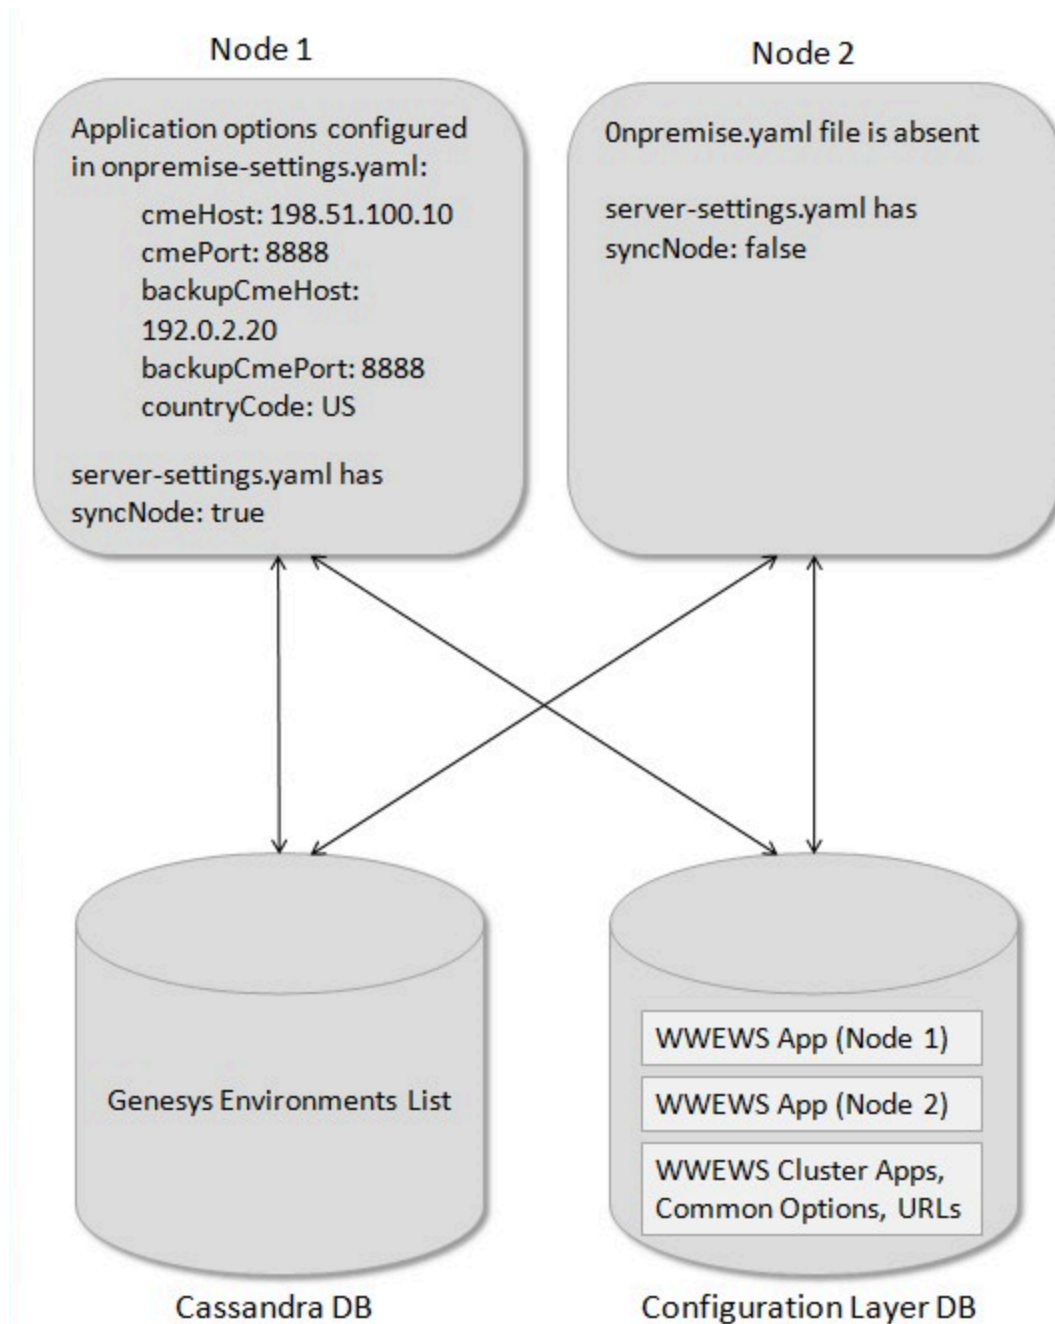 Node 1
Application options configured
in onpremise-settings.yaml:
cmeHost: 198.51.100.10
cmePort: 8888
backupCmeHost:
192.0.2.20
backupCmePort: 8888
countryCode: US
server-settings.yaml has
syncNode: true
Node 2
0npremise.yaml file is absent
server-settings.yaml has
syncNode: false
Genesys Environments List
Cassandra DB
WWEWS App (Node 1)
WWEWS App (Node 2)
WWEWS Cluster Apps,
Common Options, URLs
Configuration Layer DB